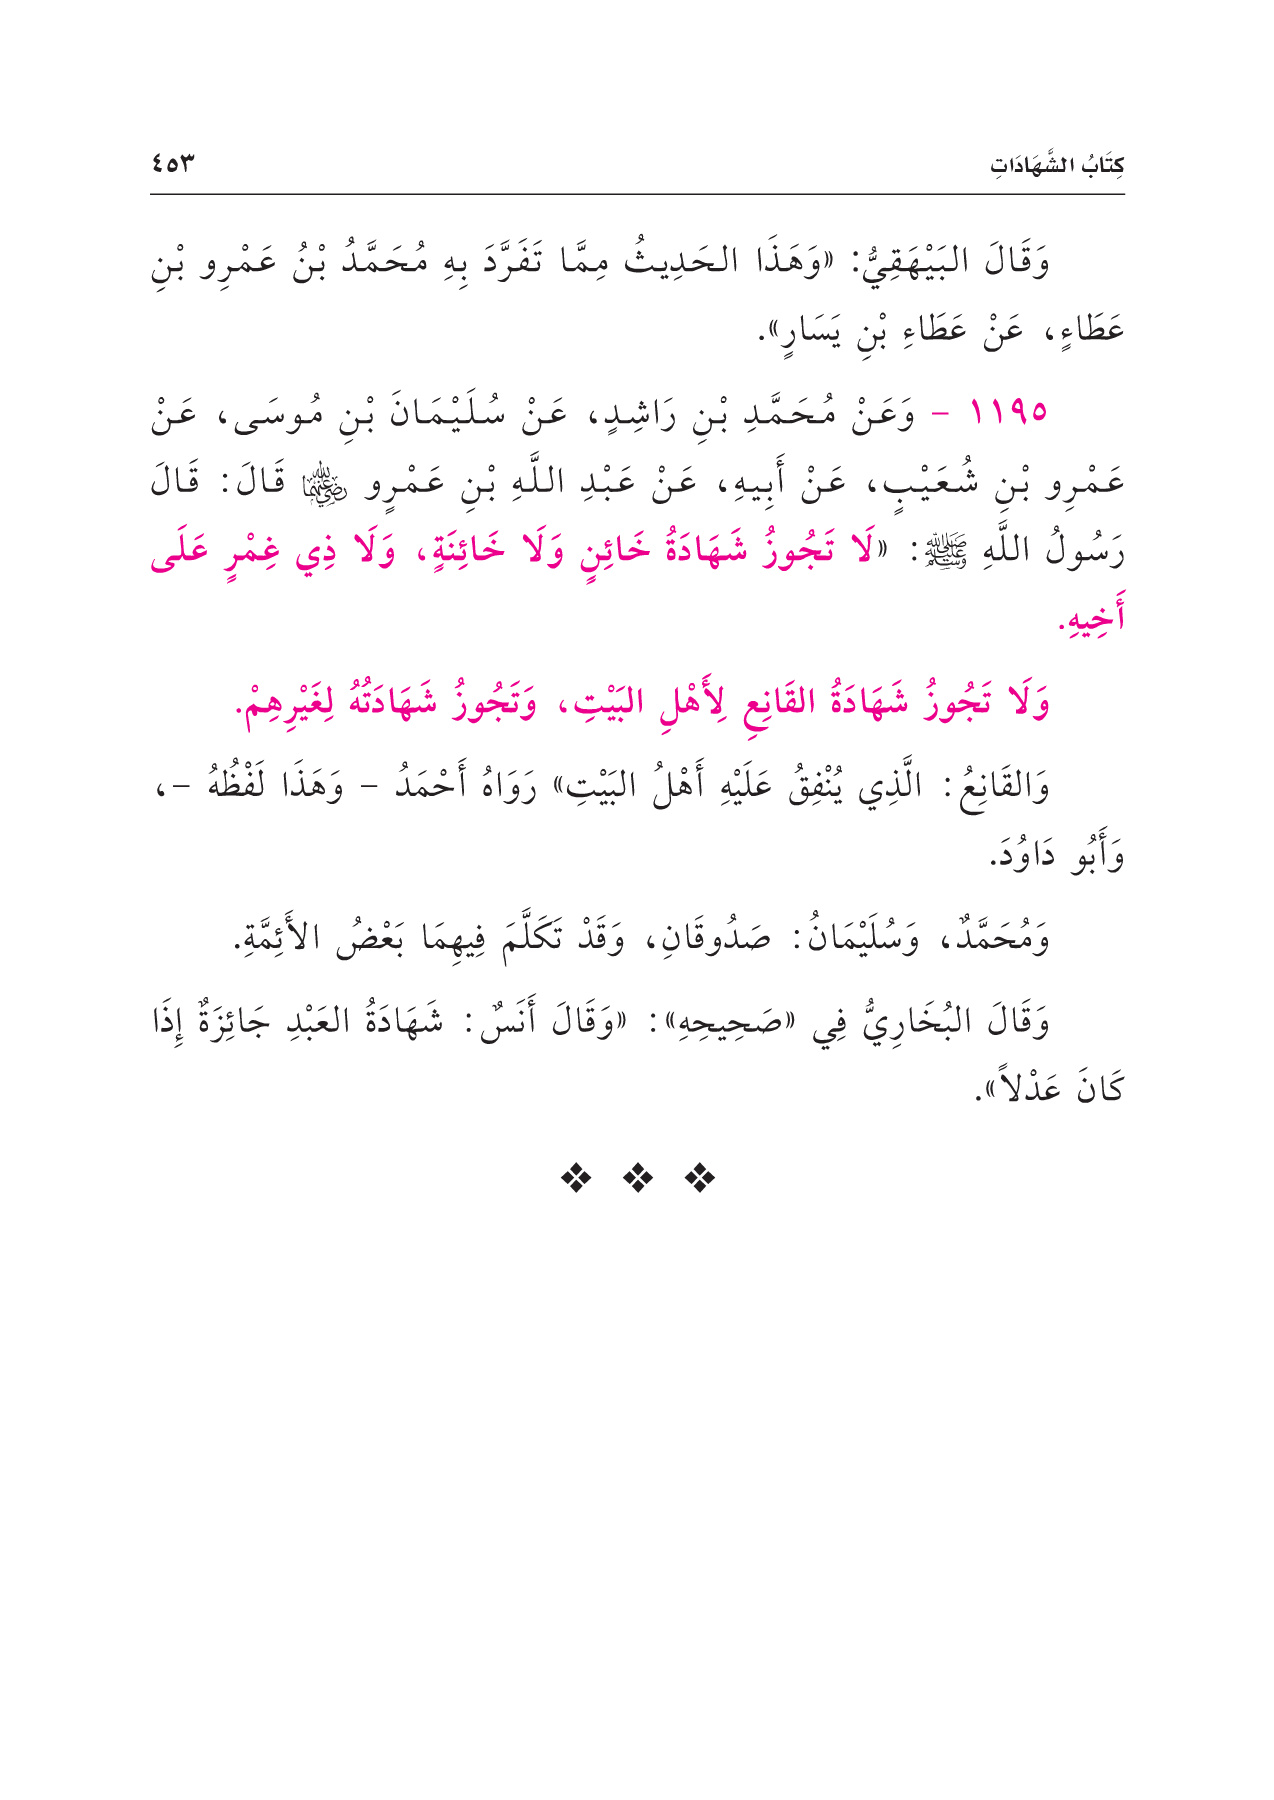 كِتَابُ الشَّهَادَاتِ ٤٥٣
وَقَالَ البَيْهَقِيُّ: «وَهَذَا الحَدِيثُ مِمَّا تَفَرَّدَ بِهِ مُحَمَّدُ بْنُ عَمْرِو بْنِ
عَطَاءٍ، عَنْ عَطَاءِ بْنِ يَسَارٍ».
١١٩٥ - وَعَنْ مُحَمَّدِ بْنِ رَاشِدٍ، عَنْ سُلَيْمَانَ بْنِ مُوسَى، عَنْ
عَمْرِو بْنِ شُعَيْبٍ، عَنْ أَبِيهِ، عَنْ عَبْدِ اللَّهِ بْنِ عَمْرٍو رضي الله عنهما قَالَ: قَالَ
رَسُولُ اللَّهِ ﷺ: «لَا تَجُوزُ شَهَادَةُ خَائِنٍ وَلَا خَائِنَةٍ، وَلَا ذِي غِمْرٍ عَلَى
أَخِيهِ.
وَلَا تَجُوزُ شَهَادَةُ القَانِعِ لِأَهْلِ البَيْتِ، وَتَجُوزُ شَهَادَتُهُ لِغَيْرِهِمْ.
وَالقَانِعُ: الَّذِي يُنْفِقُ عَلَيْهِ أَهْلُ البَيْتِ» رَوَاهُ أَحْمَدُ - وَهَذَا لَفْظُهُ -،
وَأَبُو دَاوُدَ.
وَمُحَمَّدٌ، وَسُلَيْمَانُ: صَدُوقَانِ، وَقَدْ تَكَلَّمَ فِيهِمَا بَعْضُ الأَئِمَّةِ.
وَقَالَ البُخَارِيُّ فِي «صَحِيحِهِ»: «وَقَالَ أَنَسٌ: شَهَادَةُ العَبْدِ جَائِزَةٌ إِذَا
كَانَ عَدْلاً».